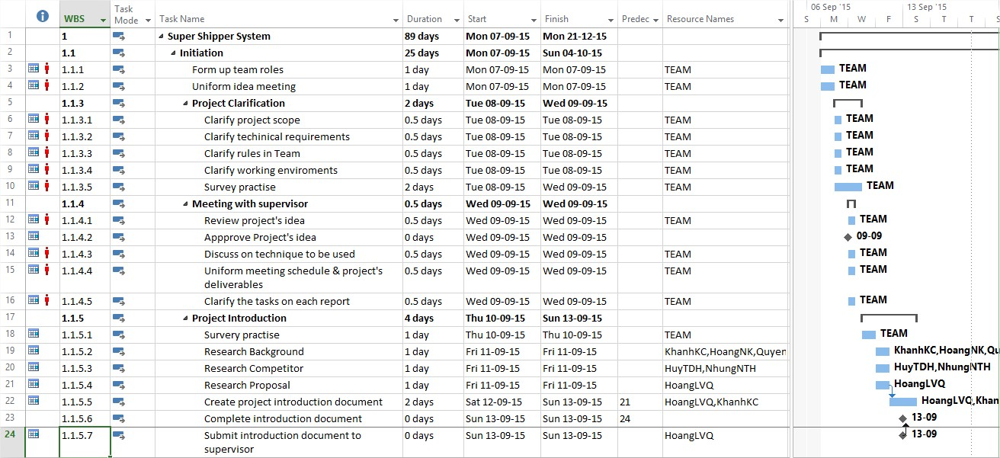 WBS Task Mode Task Name Duration Start Finish Predec Resource Names
06 Sep '15 13 Sep '15
S M W F S T T S
1 1 Super Shipper System 89 days Mon 07-09-15 Mon 21-12-15
2 1.1 Initiation 25 days Mon 07-09-15 Sun 04-10-15
3 1.1.1 Form up team roles 1 day Mon 07-09-15 Mon 07-09-15 TEAM TEAM
4 1.1.2 Uniform idea meeting 1 day Mon 07-09-15 Mon 07-09-15 TEAM TEAM
5 1.1.3 Project Clarification 2 days Tue 08-09-15 Wed 09-09-15
6 1.1.3.1 Clarify project scope 0.5 days Tue 08-09-15 Tue 08-09-15 TEAM TEAM
7 1.1.3.2 Clarify techinical requirements 0.5 days Tue 08-09-15 Tue 08-09-15 TEAM TEAM
8 1.1.3.3 Clarify rules in Team 0.5 days Tue 08-09-15 Tue 08-09-15 TEAM TEAM
9 1.1.3.4 Clarify working enviroments 0.5 days Tue 08-09-15 Tue 08-09-15 TEAM TEAM
10 1.1.3.5 Survey practise 2 days Tue 08-09-15 Wed 09-09-15 TEAM TEAM
11 1.1.4 Meeting with supervisor 0.5 days Wed 09-09-15 Wed 09-09-15
12 1.1.4.1 Review project's idea 0.5 days Wed 09-09-15 Wed 09-09-15 TEAM TEAM
13 1.1.4.2 Appprove Project's idea 0 days Wed 09-09-15 Wed 09-09-15 09-09
14 1.1.4.3 Discuss on technique to be used 0.5 days Wed 09-09-15 Wed 09-09-15 TEAM TEAM
15 1.1.4.4 Uniform meeting schedule & project's 0.5 days Wed 09-09-15 Wed 09-09-15 TEAM TEAM
deliverables
16 1.1.4.5 Clarify the tasks on each report 0.5 days Wed 09-09-15 Wed 09-09-15 TEAM TEAM
17 1.1.5 Project Introduction 4 days Thu 10-09-15 Sun 13-09-15
18 1.1.5.1 Survery practise 1 day Thu 10-09-15 Thu 10-09-15 TEAM TEAM
19 1.1.5.2 Research Background 1 day Fri 11-09-15 Fri 11-09-15 KhanhKC,HoangNK,Quyen KhanhKC,HoangNK,Qu
20 1.1.5.3 Research Competitor 1 day Fri 11-09-15 Fri 11-09-15 HuyTDH,NhungNTH HuyTDH,NhungNTH
21 1.1.5.4 Research Proposal 1 day Fri 11-09-15 Fri 11-09-15 HoangLVQ HoangLVQ
22 1.1.5.5 Create project introduction document 2 days Sat 12-09-15 Sun 13-09-15 21 HoangLVQ,KhanhKC HoangLVQ,Khan
23 1.1.5.6 Complete introduction document 0 days Sun 13-09-15 Sun 13-09-15 24 13-09
24 1.1.5.7 Submit introduction document to 0 days Sun 13-09-15 Sun 13-09-15 HoangLVQ 13-09
supervisor